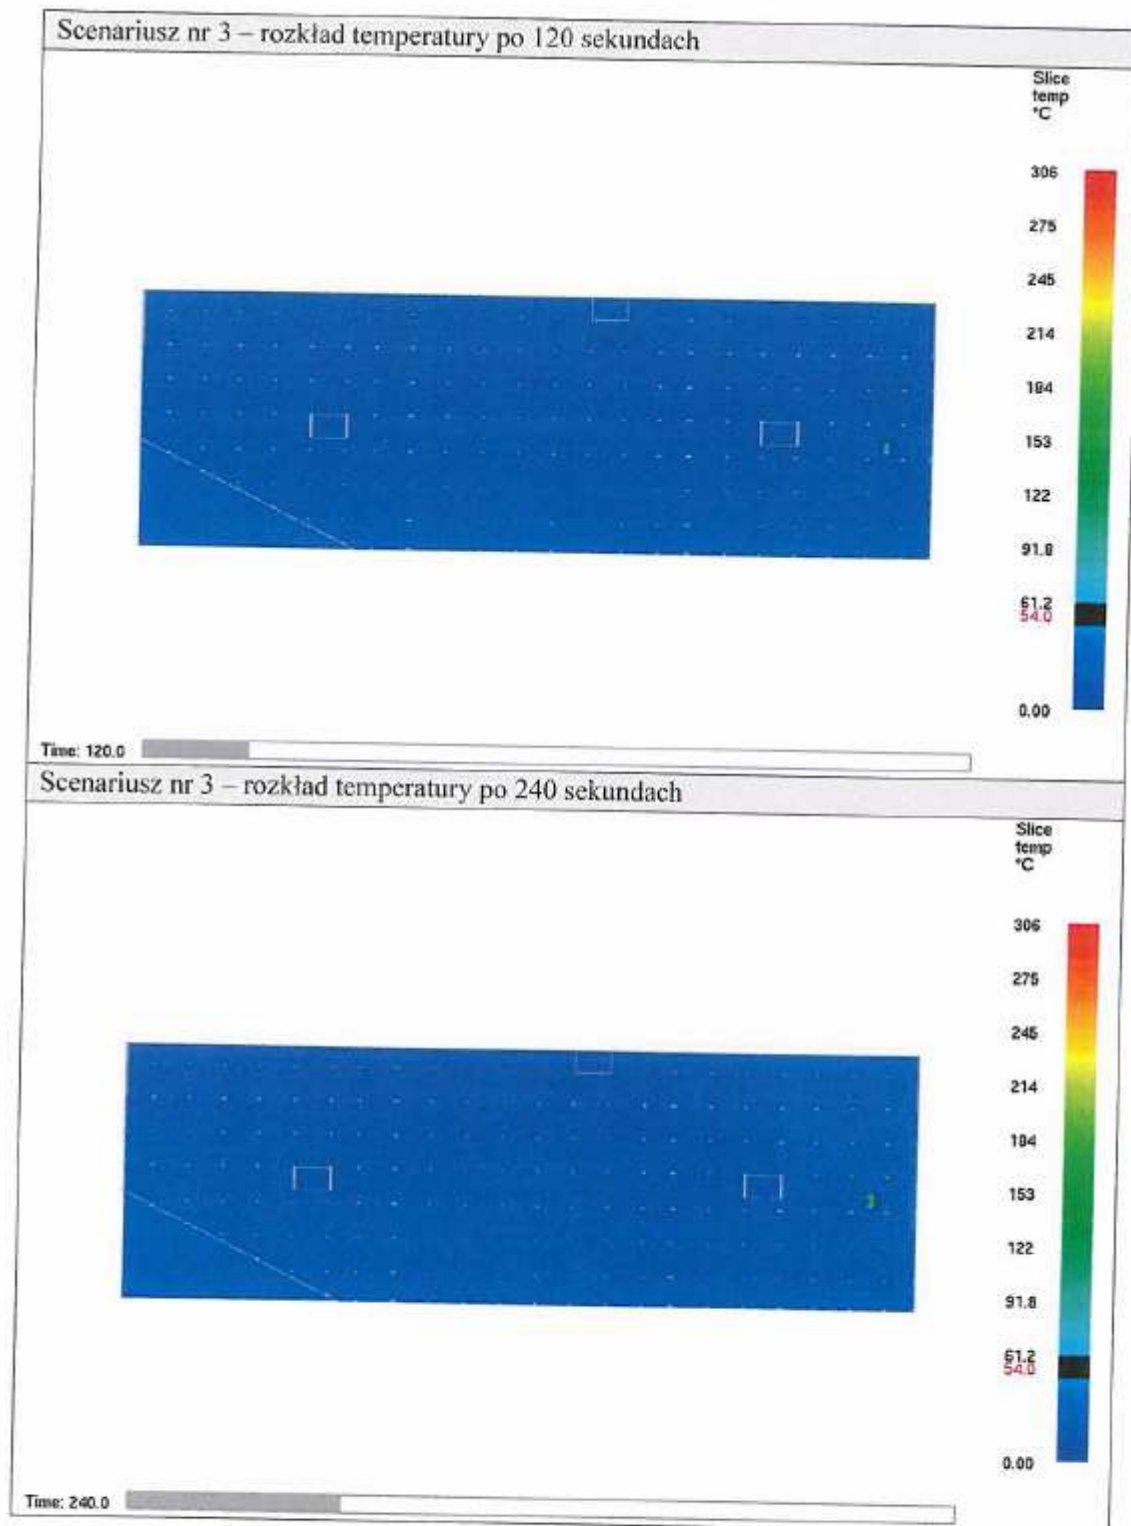 Scenariusz nr 3 – rozkład temperatury po 120 sekundach
Slice
temp
°C
306
275
245
214
184
153
122
91.8
61.2
54.0
0.00
Time: 120.0
Scenariusz nr 3 – rozkład temperatury po 240 sekundach
Slice
temp
°C
306
275
245
214
184
153
122
91.8
61.2
54.0
0.00
Time: 240.0